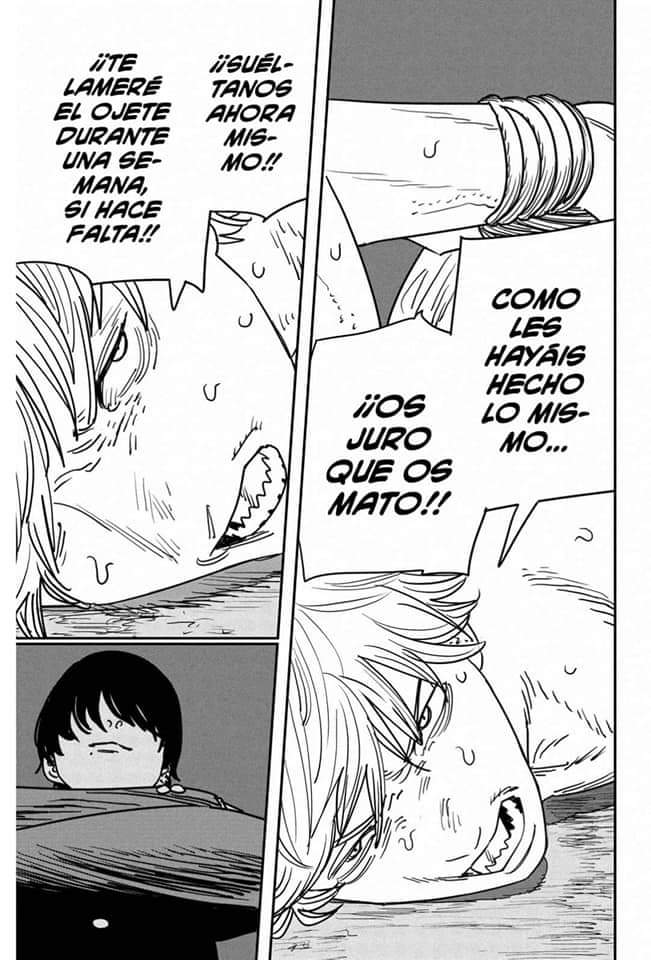 COMO
LES
HAYÁIS
HECHO
LO MIS-
MO...
¡¡OS
JURO
QUE OS
MATO!!
¡¡SUÉL-
TANOS
AHORA
MIS-
MO!!
¡¡TE
LAMERÉ
EL OJETE
DURANTE
UNA SE-
MANA,
SI HACE
FALTA!!